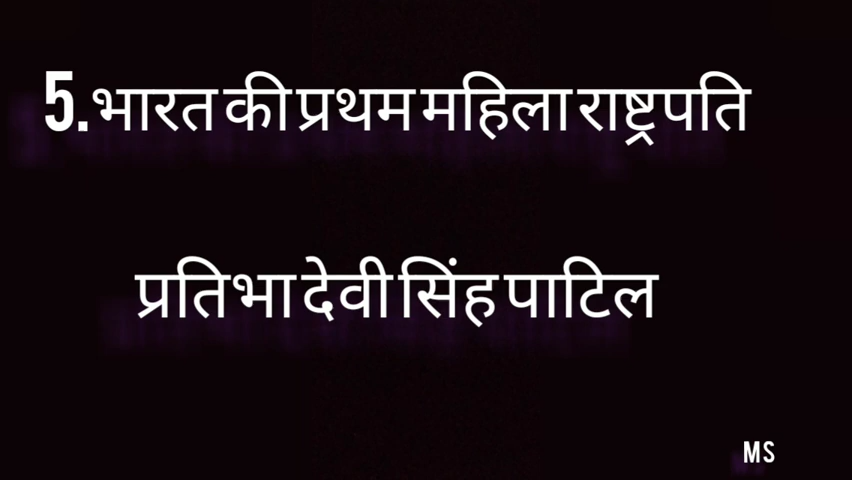 5.भारत की प्रथम महिला राष्ट्रपति
प्रतिभा देवी सिंह पाटिल
MS